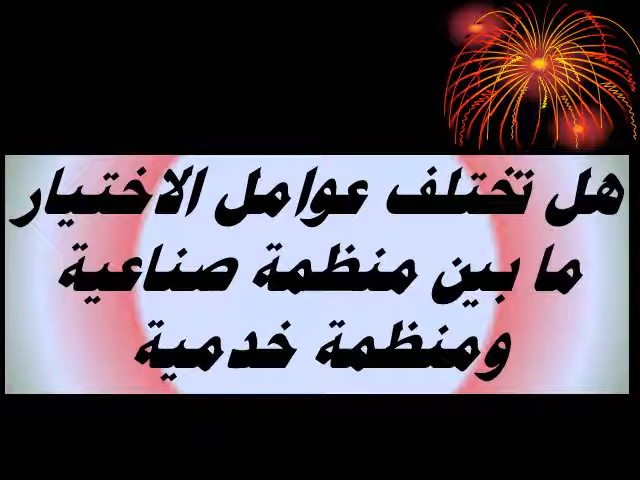 هل تختلف عوامل الاختيار
ما بين منظمة صناعية
ومنظمة خدمية